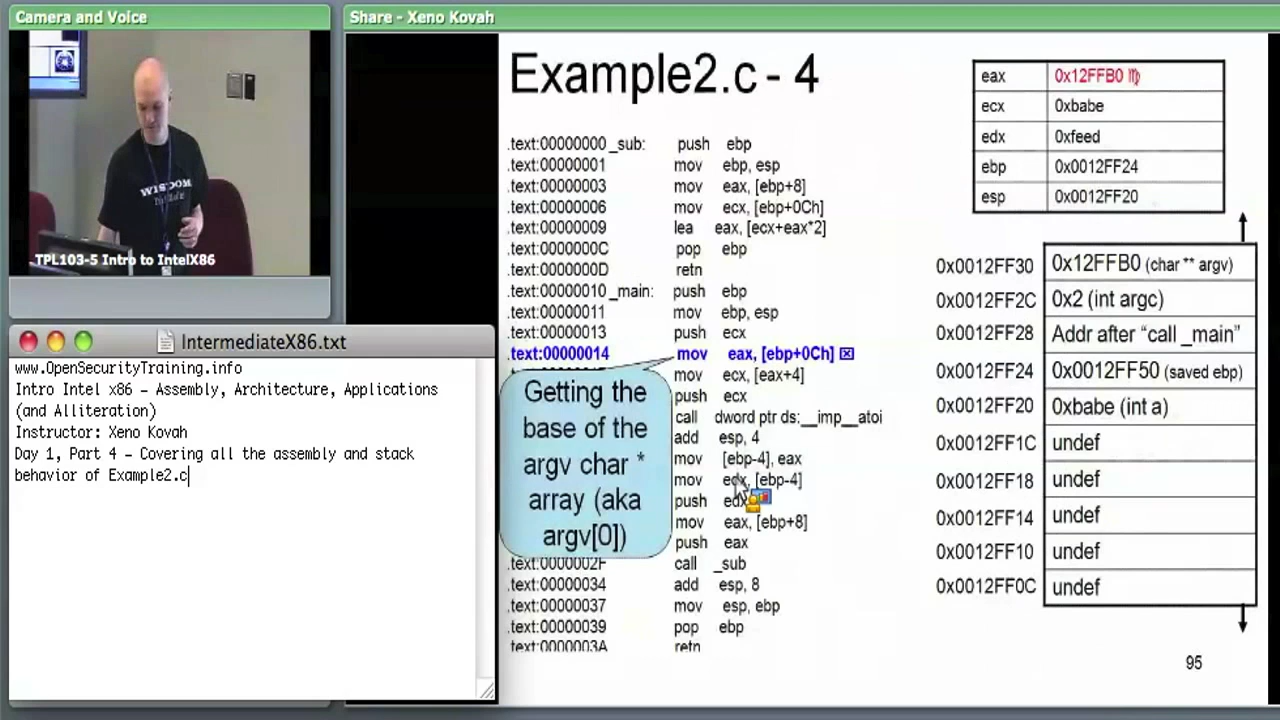 Camera and Voice
WISDOM
TPL103-5 Intro to IntelX86
IntermediateX86.txt
www.OpenSecurityTraining.info
Intro Intel x86 – Assembly, Architecture, Applications
(and Alliteration)
Instructor: Xeno Kovah
Day 1, Part 4 – Covering all the assembly and stack
behavior of Example2.c
Share - Xeno Kovah
Example2.c - 4
.text:00000000 _sub: push ebp
.text:00000001 mov ebp, esp
.text:00000003 mov eax, [ebp+8]
.text:00000006 mov ecx, [ebp+0Ch]
.text:00000009 lea eax, [ecx+eax*2]
.text:0000000C pop ebp
.text:0000000D retn
.text:00000010 _main: push ebp
.text:00000011 mov ebp, esp
.text:00000013 push ecx
.text:00000014 mov eax, [ebp+0Ch] ☒
mov ecx, [eax+4]
push ecx
call dword ptr ds:__imp__atoi
add esp, 4
mov [ebp-4], eax
mov edx, [ebp-4]
push edx
mov eax, [ebp+8]
push eax
.text:0000002F call _sub
.text:00000034 add esp, 8
.text:00000037 mov esp, ebp
.text:00000039 pop ebp
.text:0000003A retn
Getting the
base of the
argv char *
array (aka
argv[0])
eax 0x12FFB0 ♍
ecx 0xbabe
edx 0xfeed
ebp 0x0012FF24
esp 0x0012FF20
0x0012FF30 0x12FFB0 (char ** argv)
0x0012FF2C 0x2 (int argc)
0x0012FF28 Addr after “call _main”
0x0012FF24 0x0012FF50 (saved ebp)
0x0012FF20 0xbabe (int a)
0x0012FF1C undef
0x0012FF18 undef
0x0012FF14 undef
0x0012FF10 undef
0x0012FF0C undef
95